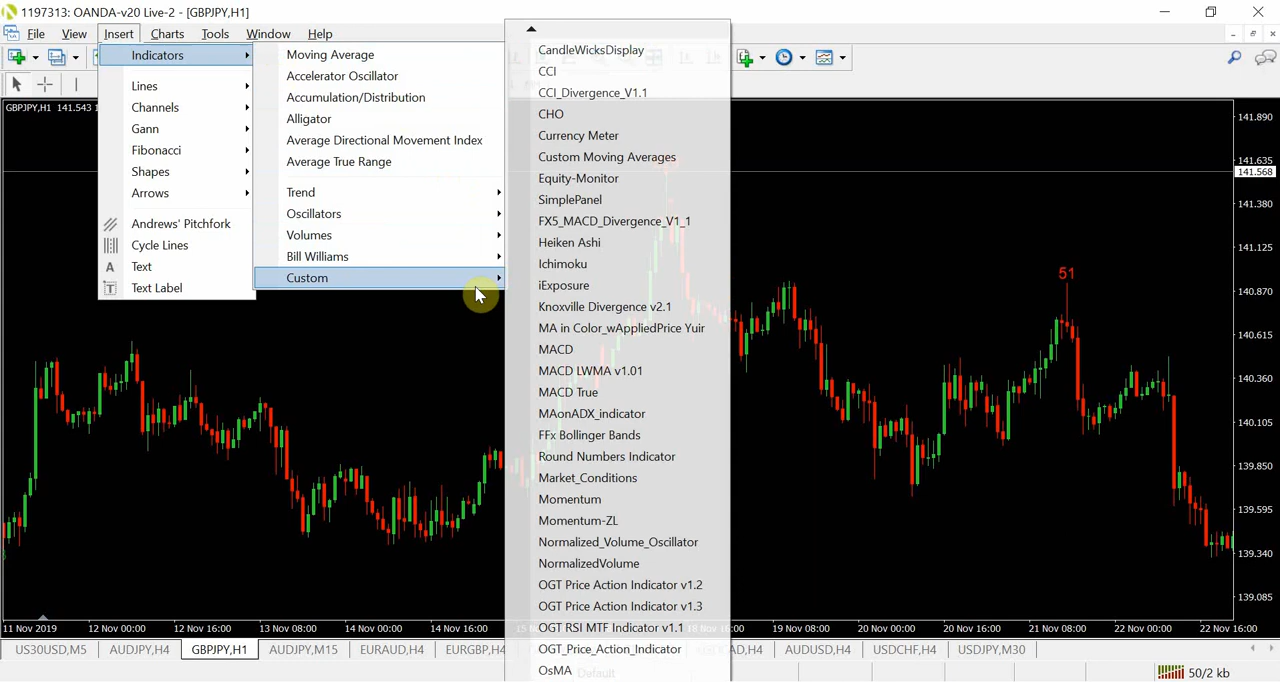 1197313: OANDA-v20 Live-2 - [GBPJPY,H1]
File View Insert Charts Tools Window Help
GBPJPY,H1 141.543
Indicators
Lines
Channels
Gann
Fibonacci
Shapes
Arrows
Andrews' Pitchfork
Cycle Lines
Text
Text Label
Moving Average
Accelerator Oscillator
Accumulation/Distribution
Alligator
Average Directional Movement Index
Average True Range
Trend
Oscillators
Volumes
Bill Williams
Custom
CandleWicksDisplay
CCI
CCI_Divergence_V1.1
CHO
Currency Meter
Custom Moving Averages
Equity-Monitor
SimplePanel
FX5_MACD_Divergence_V1_1
Heiken Ashi
Ichimoku
iExposure
Knoxville Divergence v2.1
MA in Color_wAppliedPrice Yuir
MACD
MACD LWMA v1.01
MACD True
MAonADX_indicator
FFx Bollinger Bands
Round Numbers Indicator
Market_Conditions
Momentum
Momentum-ZL
Normalized_Volume_Oscillator
NormalizedVolume
OGT Price Action Indicator v1.2
OGT Price Action Indicator v1.3
OGT RSI MTF Indicator v1.1
OGT_Price_Action_Indicator
OsMA
51
141.890
141.635
141.568
141.380
141.125
140.870
140.615
140.360
140.105
139.850
139.595
139.340
139.085
11 Nov 2019 12 Nov 00:00 12 Nov 16:00 13 Nov 08:00 14 Nov 00:00 14 Nov 16:00 18 Nov 16:00 19 Nov 08:00 20 Nov 00:00 20 Nov 16:00 21 Nov 08:00 22 Nov 00:00 22 Nov 16:00
US30USD,M5 AUDJPY,H4 GBPJPY,H1 AUDJPY,M15 EURAUD,H4 EURGBP,H4 AUDUSD,H4 USDCHF,H4 USDJPY,M30
Default
50/2 kb